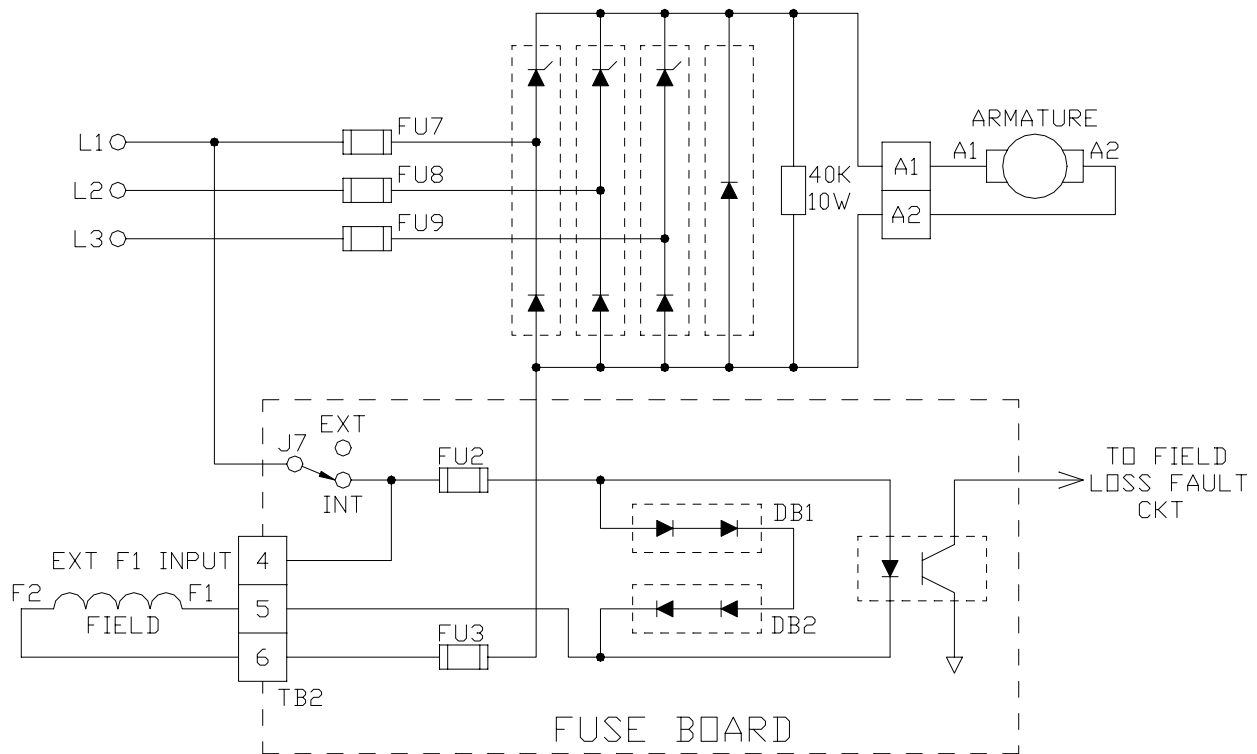 L1
L2
L3
FU7
FU8
FU9
40K
10W
A1
A2
ARMATURE
A1
A2
J7
EXT
INT
FU2
DB1
DB2
TO FIELD
LOSS FAULT
CKT
EXT F1 INPUT
F2
F1
FIELD
4
5
6
TB2
FU3
FUSE BOARD